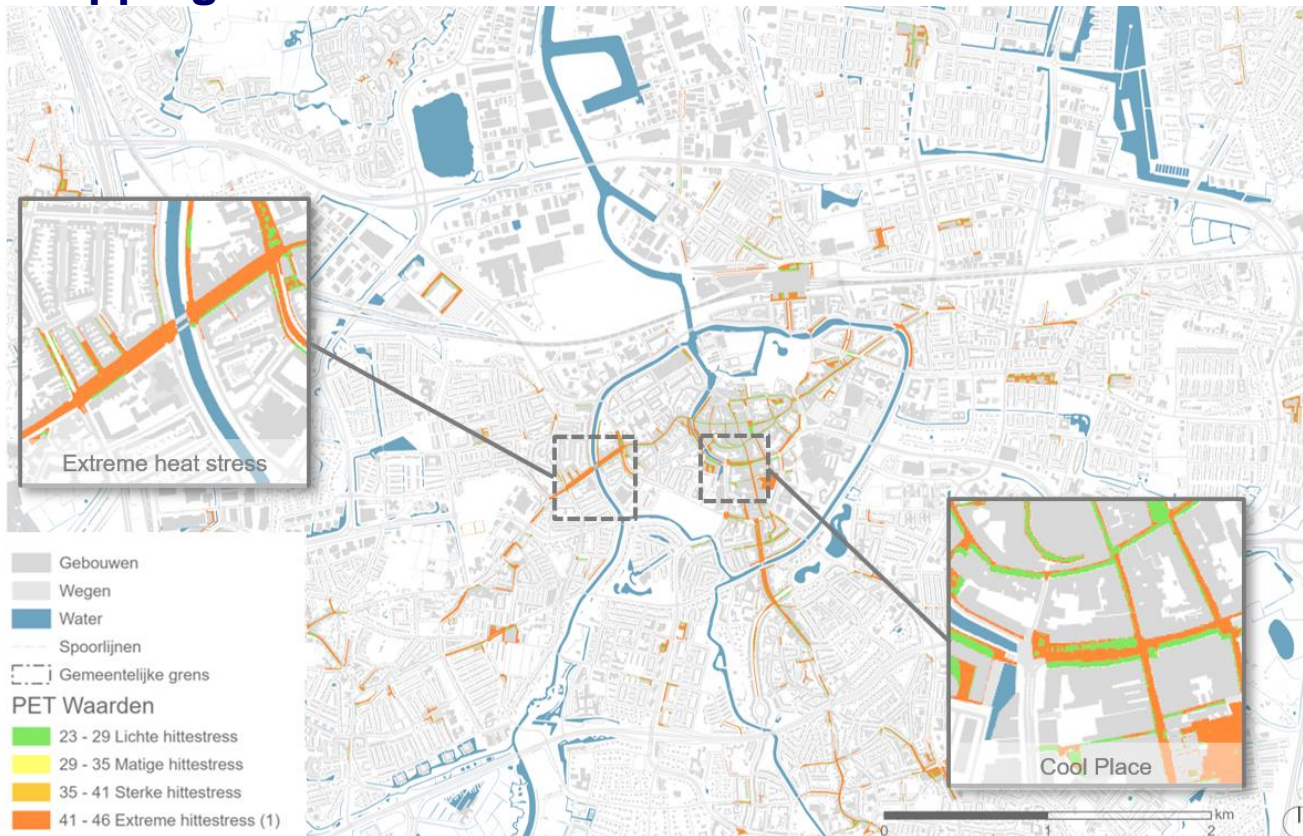 Extreme heat stress
Gebouwen
Wegen
Water
Spoorlijnen
Gemeentelijke grens
PET Waarden
23 - 29 Lichte hittestress
29 - 35 Matige hittestress
35 - 41 Sterke hittestress
41 - 46 Extreme hittestress (1)
Cool Place
km
0 1 2